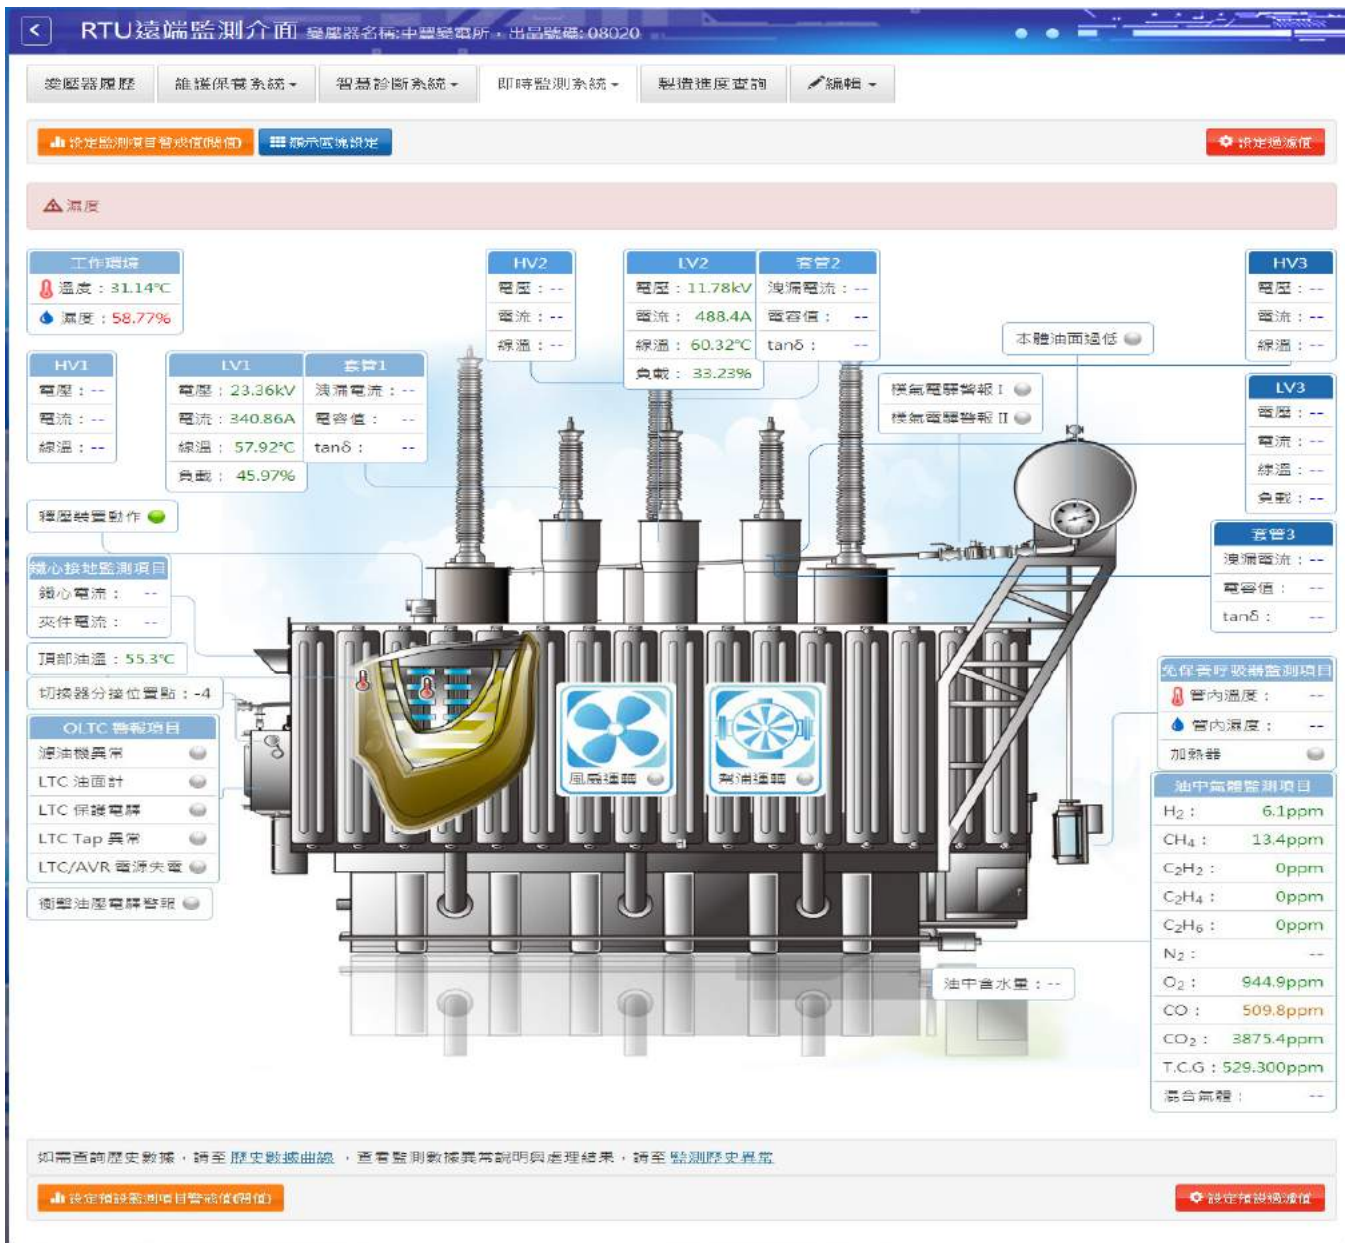 RTU遠端監測介面 變壓器名稱:中豐變電所，出品號碼:08020
變壓器履歷 維護保養系統 智慧診斷系統 即時監測系統 製造進度查詢 編輯
設定監測項目警戒值(閥值) 顯示區塊設定 設定過濾值
濕度
工作環境
溫度：31.14℃
濕度：58.77%
HV2
電壓：--
電流：--
線溫：--
LV2
電壓：11.78kV
電流：488.4A
線溫：60.32℃
負載：33.23%
套管2
洩漏電流：--
電容值：--
tanδ：--
HV3
電壓：--
電流：--
線溫：--
本體油面過低
HV1
電壓：--
電流：--
線溫：--
LV1
電壓：23.36kV
電流：340.86A
線溫：57.92℃
負載：45.97%
套管1
洩漏電流：--
電容值：--
tanδ：--
樸氣電驛警報 I
樸氣電驛警報 II
LV3
電壓：--
電流：--
線溫：--
負載：--
釋壓裝置動作
套管3
洩漏電流：--
電容值：--
tanδ：--
鐵心接地監測項目
鐵心電流：--
夾件電流：--
頂部油溫：55.3℃
切換器分接位置點：-4
OLTC 警報項目
濾油機異常
LTC 油面計
LTC 保護電驛
LTC Tap 異常
LTC/AVR 電源失電
衝擊油壓電驛警報
風扇運轉
幫浦運轉
免保養呼吸器監測項目
管內溫度：--
管內濕度：--
加熱器
油中氣體監測項目
H₂：6.1ppm
CH₄：13.4ppm
C₂H₂：0ppm
C₂H₄：0ppm
C₂H₆：0ppm
N₂：--
O₂：944.9ppm
CO：509.8ppm
CO₂：3875.4ppm
T.C.G：529.300ppm
混合氣體：--
油中含水量：--
如需查詢歷史數據，請至 歷史數據曲線 ，查看監測數據異常說明與處理結果，請至 監測歷史異常
設定預設監測項目警戒值(閥值) 設定預設過濾值